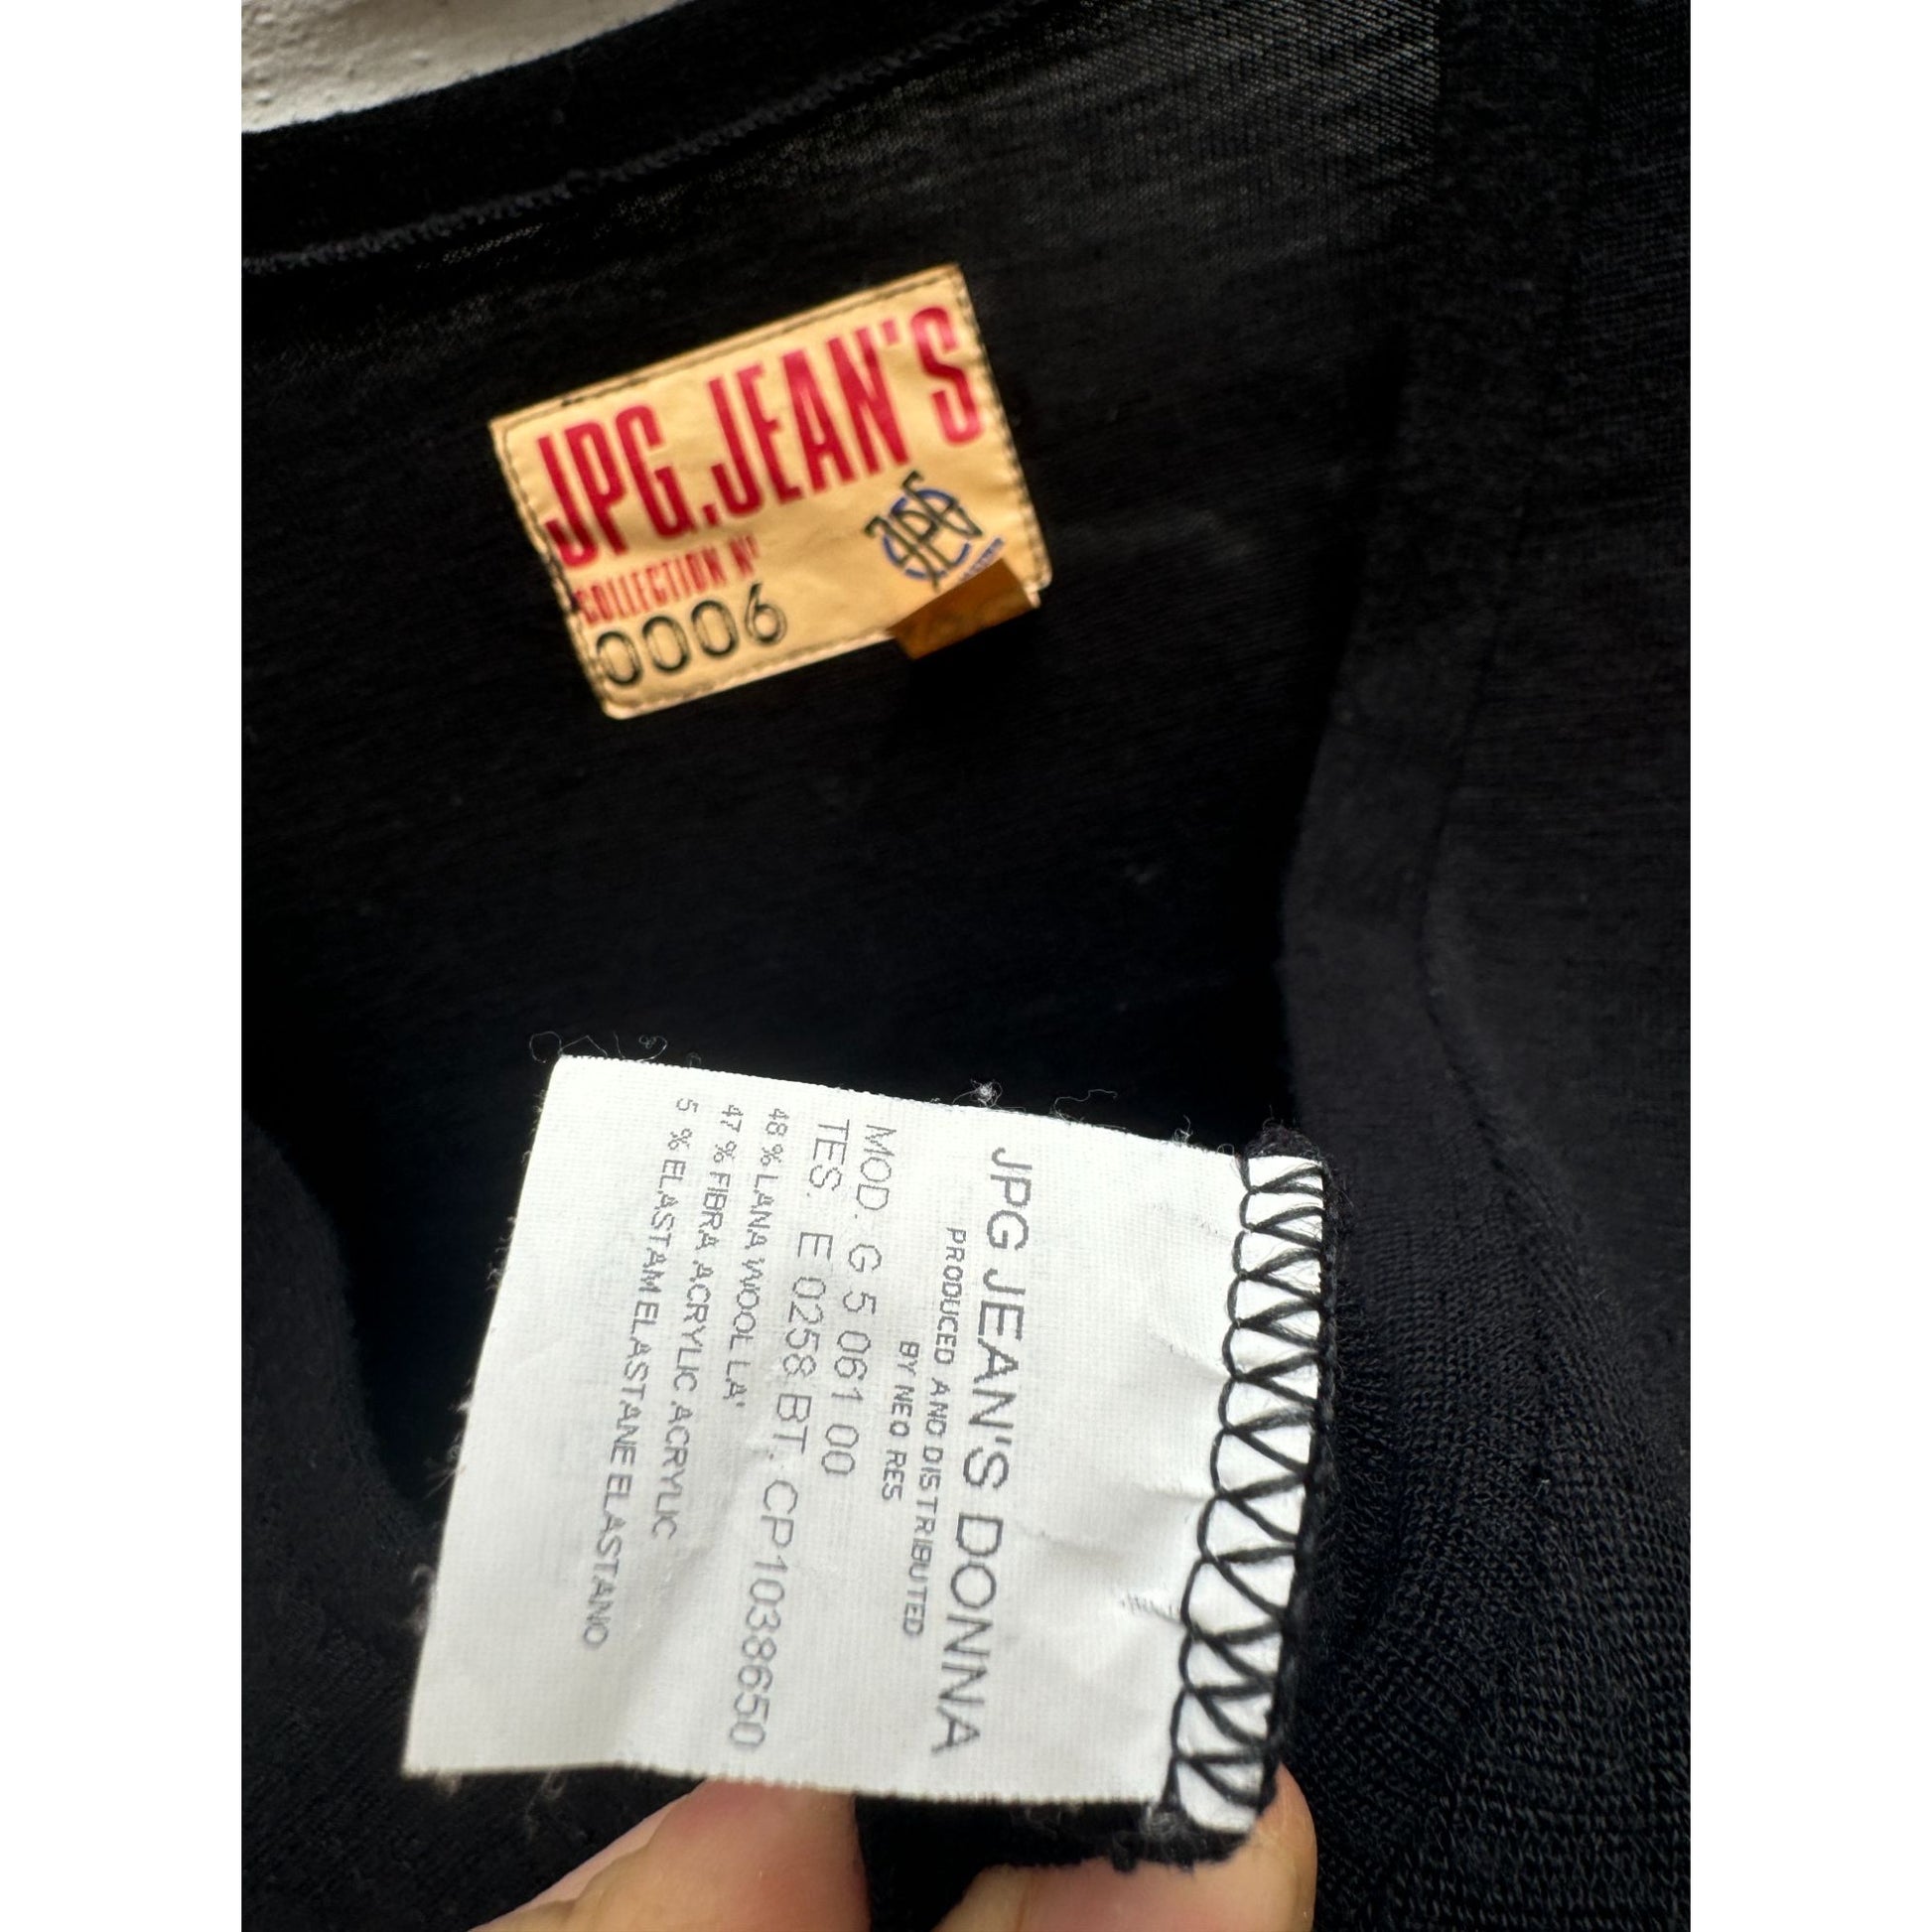 JPG.JEAN'S
COLLECTION N°
0006
JPG
JPG JEAN'S DONNA
PRODUCED AND DISTRIBUTED
BY NEO RES
MOD. G 5 061 00
TES. E 0258 BT. CP1038650
48 % LANA WOOL LA'
47 % FIBRA ACRYLIC ACRYLIC
5 % ELASTAM ELASTANE ELASTANO